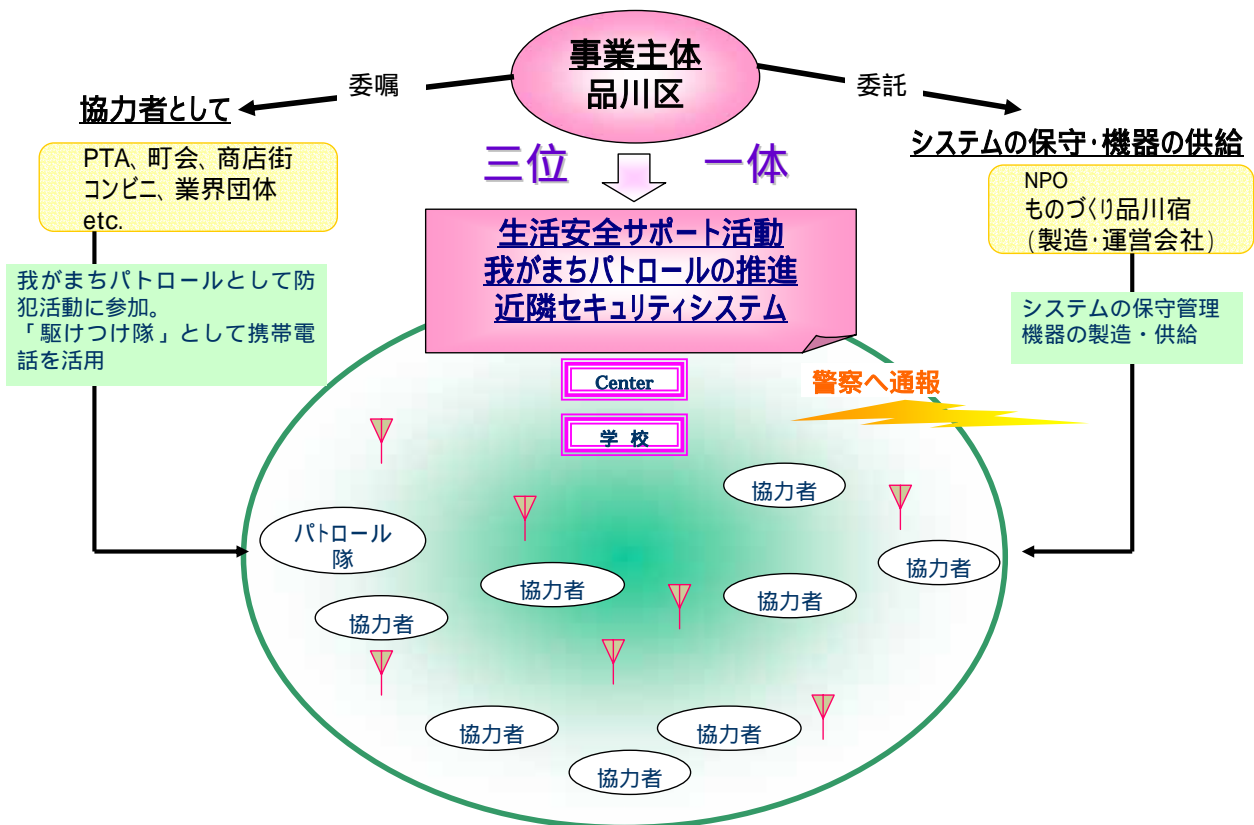 事業主体
品川区
委嘱
委託
協力者として
PTA、町会、商店街
コンビニ、業界団体
etc.
システムの保守・機器の供給
NPO
ものづくり品川宿
(製造・運営会社)
三位 一体
生活安全サポート活動
我がまちパトロールの推進
近隣セキュリティシステム
我がまちパトロールとして防
犯活動に参加。
「駆けつけ隊」として携帯電
話を活用
システムの保守管理
機器の製造・供給
Center
学校
警察へ通報
協力者
パトロール
隊
協力者
協力者
協力者
協力者
協力者
協力者
協力者